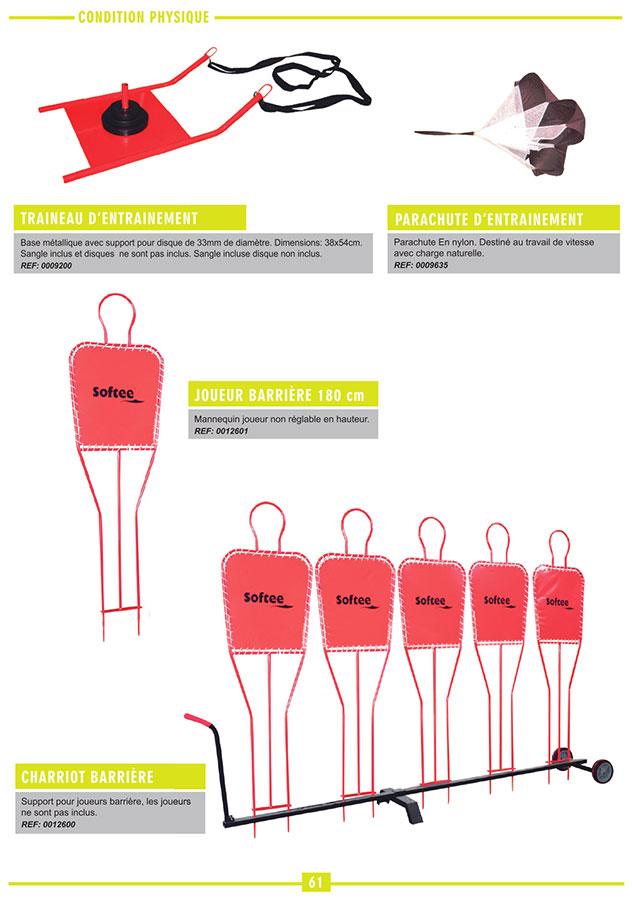 CONDITION PHYSIQUE
TRAINEAU D'ENTRAINEMENT
Base métallique avec support pour disque de 33mm de diamètre. Dimensions: 38x54cm.
Sangle inclus et disques ne sont pas inclus. Sangle incluse disque non inclus.
REF: 0009200
PARACHUTE D'ENTRAINEMENT
Parachute En nylon. Destiné au travail de vitesse
avec charge naturelle.
REF: 0009635
Softee
JOUEUR BARRIÈRE 180 cm
Mannequin joueur non réglable en hauteur.
REF: 0012601
Softee Softee Softee Softee Softee
CHARRIOT BARRIÈRE
Support pour joueurs barrière, les joueurs
ne sont pas inclus.
REF: 0012600
61